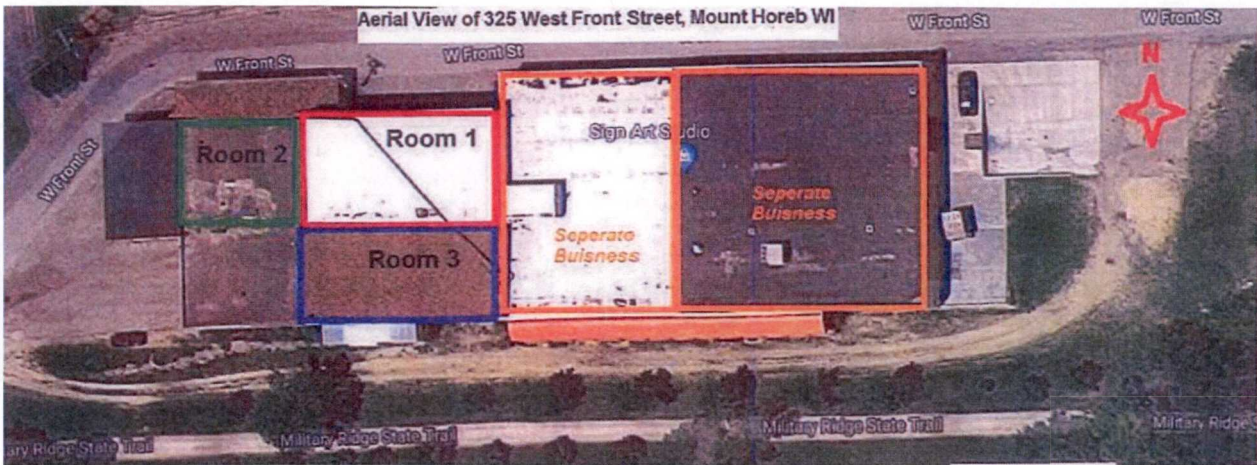 Aerial View of 325 West Front Street, Mount Horeb WI
W Front St
W Front St
W Front St
W Front St
W Front St
N
Room 2
Room 1
Sign Art Studio
Room 3
Seperate
Buisness
Seperate
Buisness
ary Ridge State Trail
Military Ridge State Trail
Military Ridge State Trail
Military Ridge S